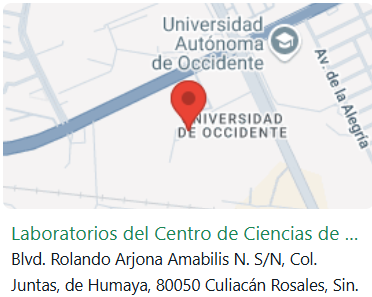 Universidad
Autónoma
de Occidente
Av. de la Alegría
UNIVERSIDAD
DE OCCIDENTE
Laboratorios del Centro de Ciencias de ...
Blvd. Rolando Arjona Amabilis N. S/N, Col.
Juntas, de Humaya, 80050 Culiacán Rosales, Sin.